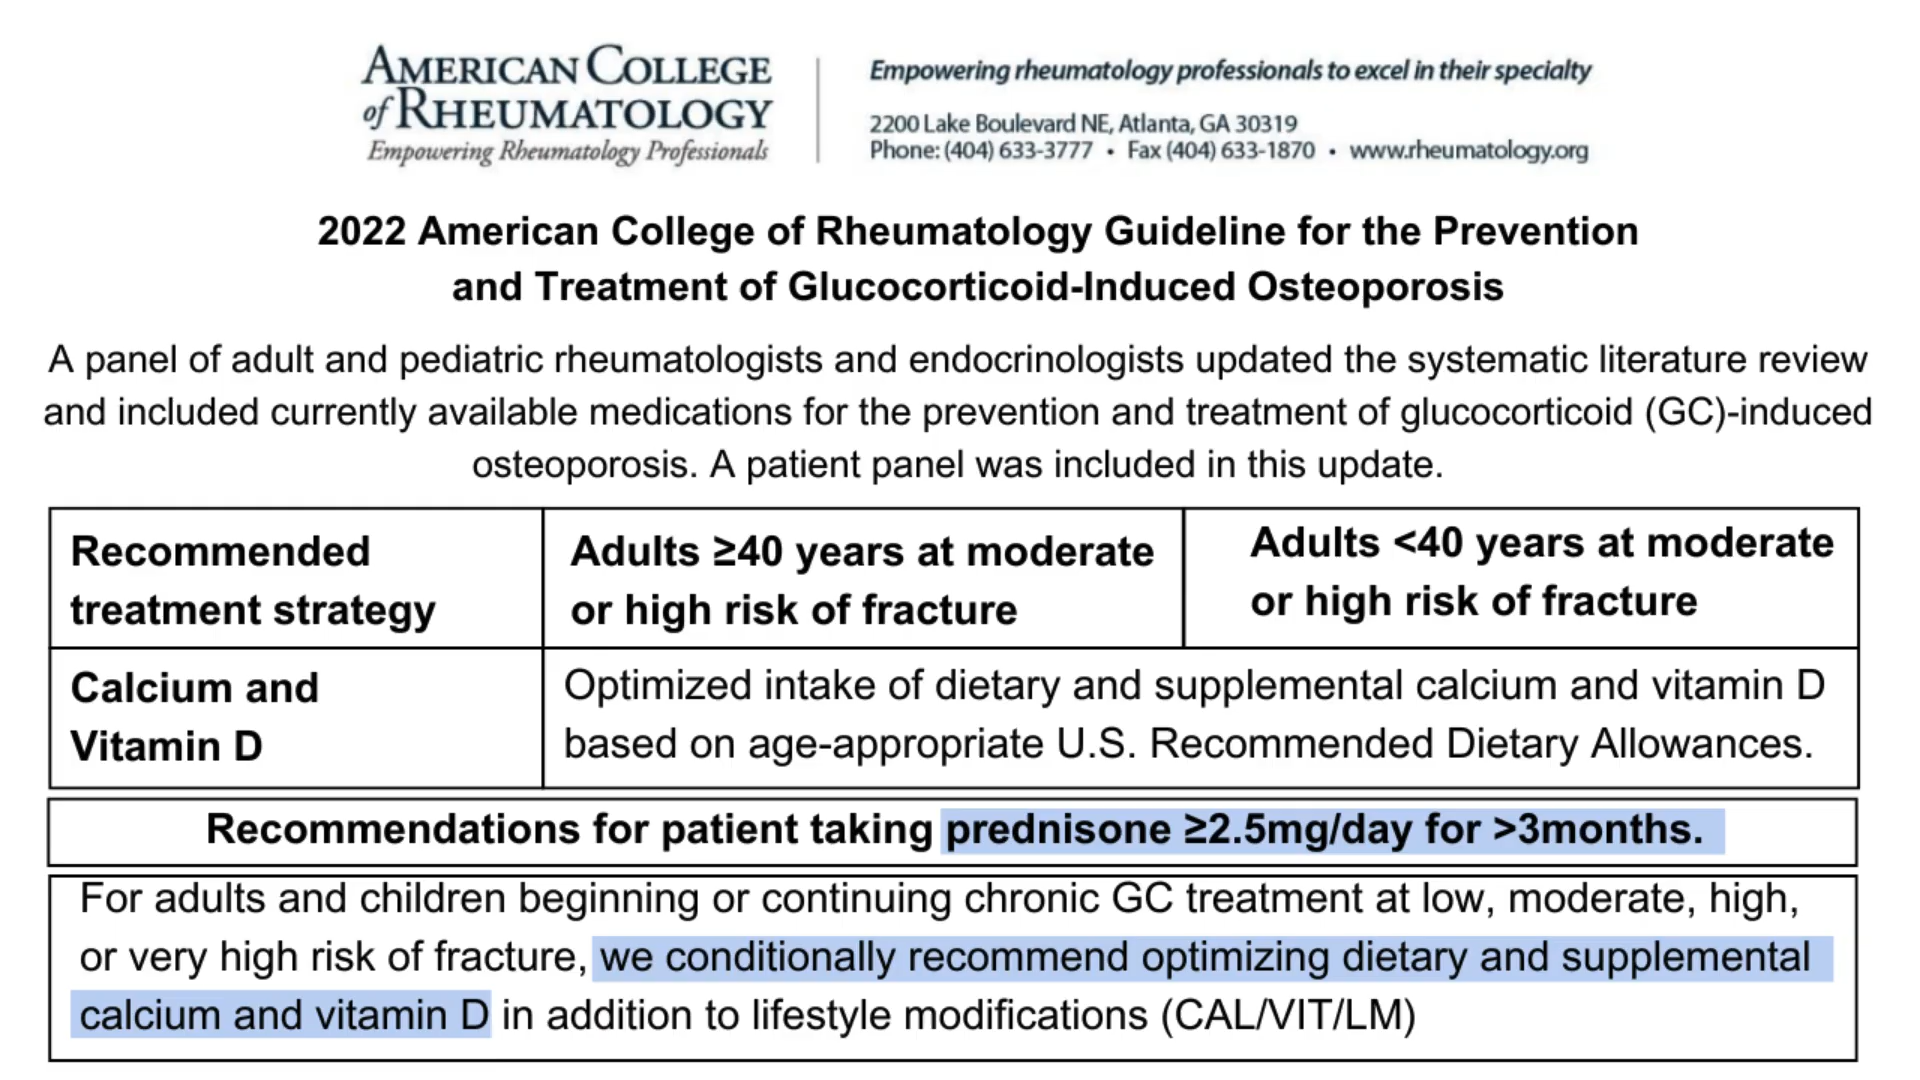 AMERICAN COLLEGE
of RHEUMATOLOGY
Empowering Rheumatology Professionals
Empowering rheumatology professionals to excel in their specialty
2200 Lake Boulevard NE, Atlanta, GA 30319
Phone: (404) 633-3777 • Fax (404) 633-1870 • www.rheumatology.org
2022 American College of Rheumatology Guideline for the Prevention
and Treatment of Glucocorticoid-Induced Osteoporosis
A panel of adult and pediatric rheumatologists and endocrinologists updated the systematic literature review
and included currently available medications for the prevention and treatment of glucocorticoid (GC)-induced
osteoporosis. A patient panel was included in this update.
Recommended
treatment strategy
Adults ≥40 years at moderate
or high risk of fracture
Adults <40 years at moderate
or high risk of fracture
Calcium and
Vitamin D
Optimized intake of dietary and supplemental calcium and vitamin D
based on age-appropriate U.S. Recommended Dietary Allowances.
Recommendations for patient taking prednisone ≥2.5mg/day for >3months.
For adults and children beginning or continuing chronic GC treatment at low, moderate, high,
or very high risk of fracture, we conditionally recommend optimizing dietary and supplemental
calcium and vitamin D in addition to lifestyle modifications (CAL/VIT/LM)